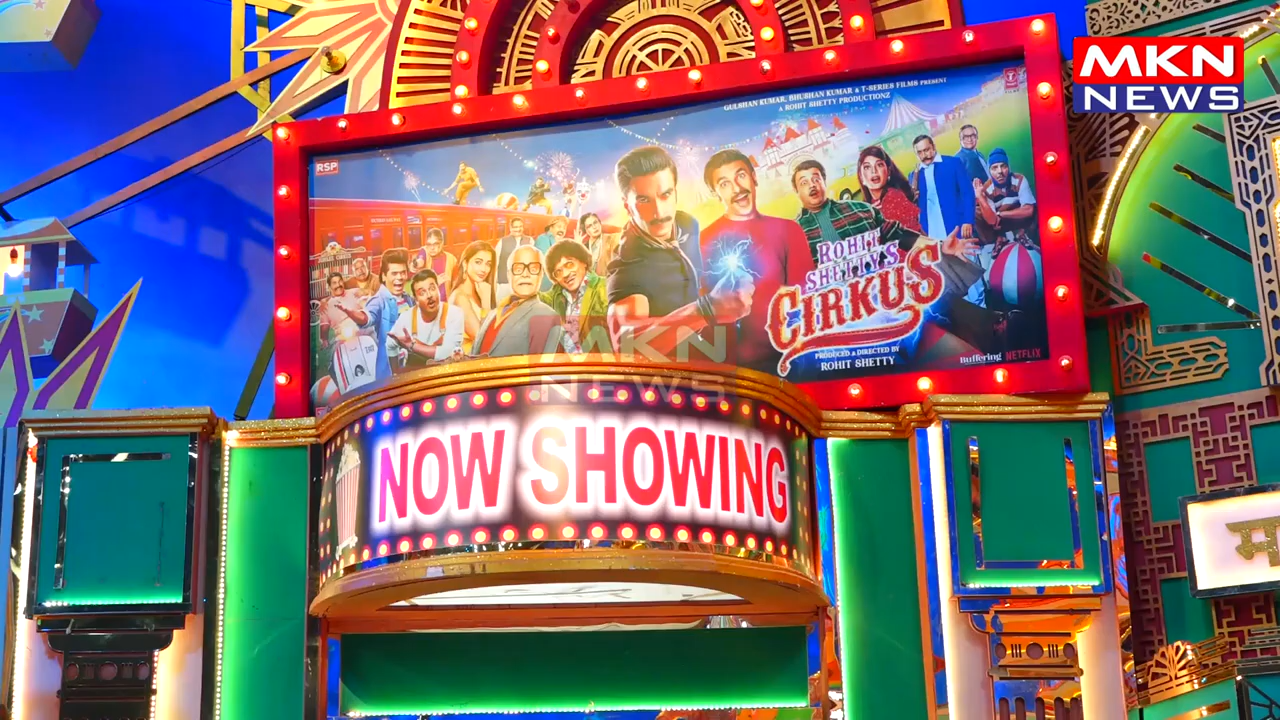 MKN
NEWS
GULSHAN KUMAR, BHUSHAN KUMAR & T-SERIES FILMS PRESENT
A ROHIT SHETTY PRODUCTIONZ
RSP
ROHIT
SHETTY'S
CIRKUS
PRODUCED & DIRECTED BY
ROHIT SHETTY
Buffering NETFLIX
MKN
NEWS
NOW SHOWING
म